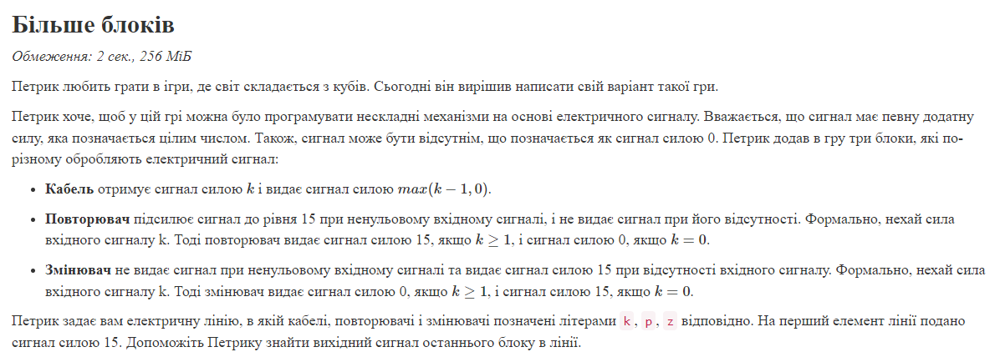 Більше блоків
Обмеження: 2 сек., 256 МіБ
Петрик любить грати в ігри, де світ складається з кубів. Сьогодні він вирішив написати свій варіант такої гри.
Петрик хоче, щоб у цій грі можна було програмувати нескладні механізми на основі електричного сигналу. Вважається, що сигнал має певну додатну
силу, яка позначається цілим числом. Також, сигнал може бути відсутнім, що позначається як сигнал силою 0. Петрик додав в гру три блоки, які по-
різному обробляють електричний сигнал:
• Кабель отримує сигнал силою k і видає сигнал силою max(k − 1, 0).
• Повторювач підсилює сигнал до рівня 15 при ненульовому вхідному сигналі, і не видає сигнал при його відсутності. Формально, нехай сила
вхідного сигналу k. Тоді повторювач видає сигнал силою 15, якщо k ≥ 1, і сигнал силою 0, якщо k = 0.
• Змінювач не видає сигнал при ненульовому вхідному сигналі та видає сигнал силою 15 при відсутності вхідного сигналу. Формально, нехай сила
вхідного сигналу k. Тоді змінювач видає сигнал силою 0, якщо k ≥ 1, і сигнал силою 15, якщо k = 0.
Петрик задає вам електричну лінію, в якій кабелі, повторювачі і змінювачі позначені літерами k, p, z відповідно. На перший елемент лінії подано
сигнал силою 15. Допоможіть Петрику знайти вихідний сигнал останнього блоку в лінії.